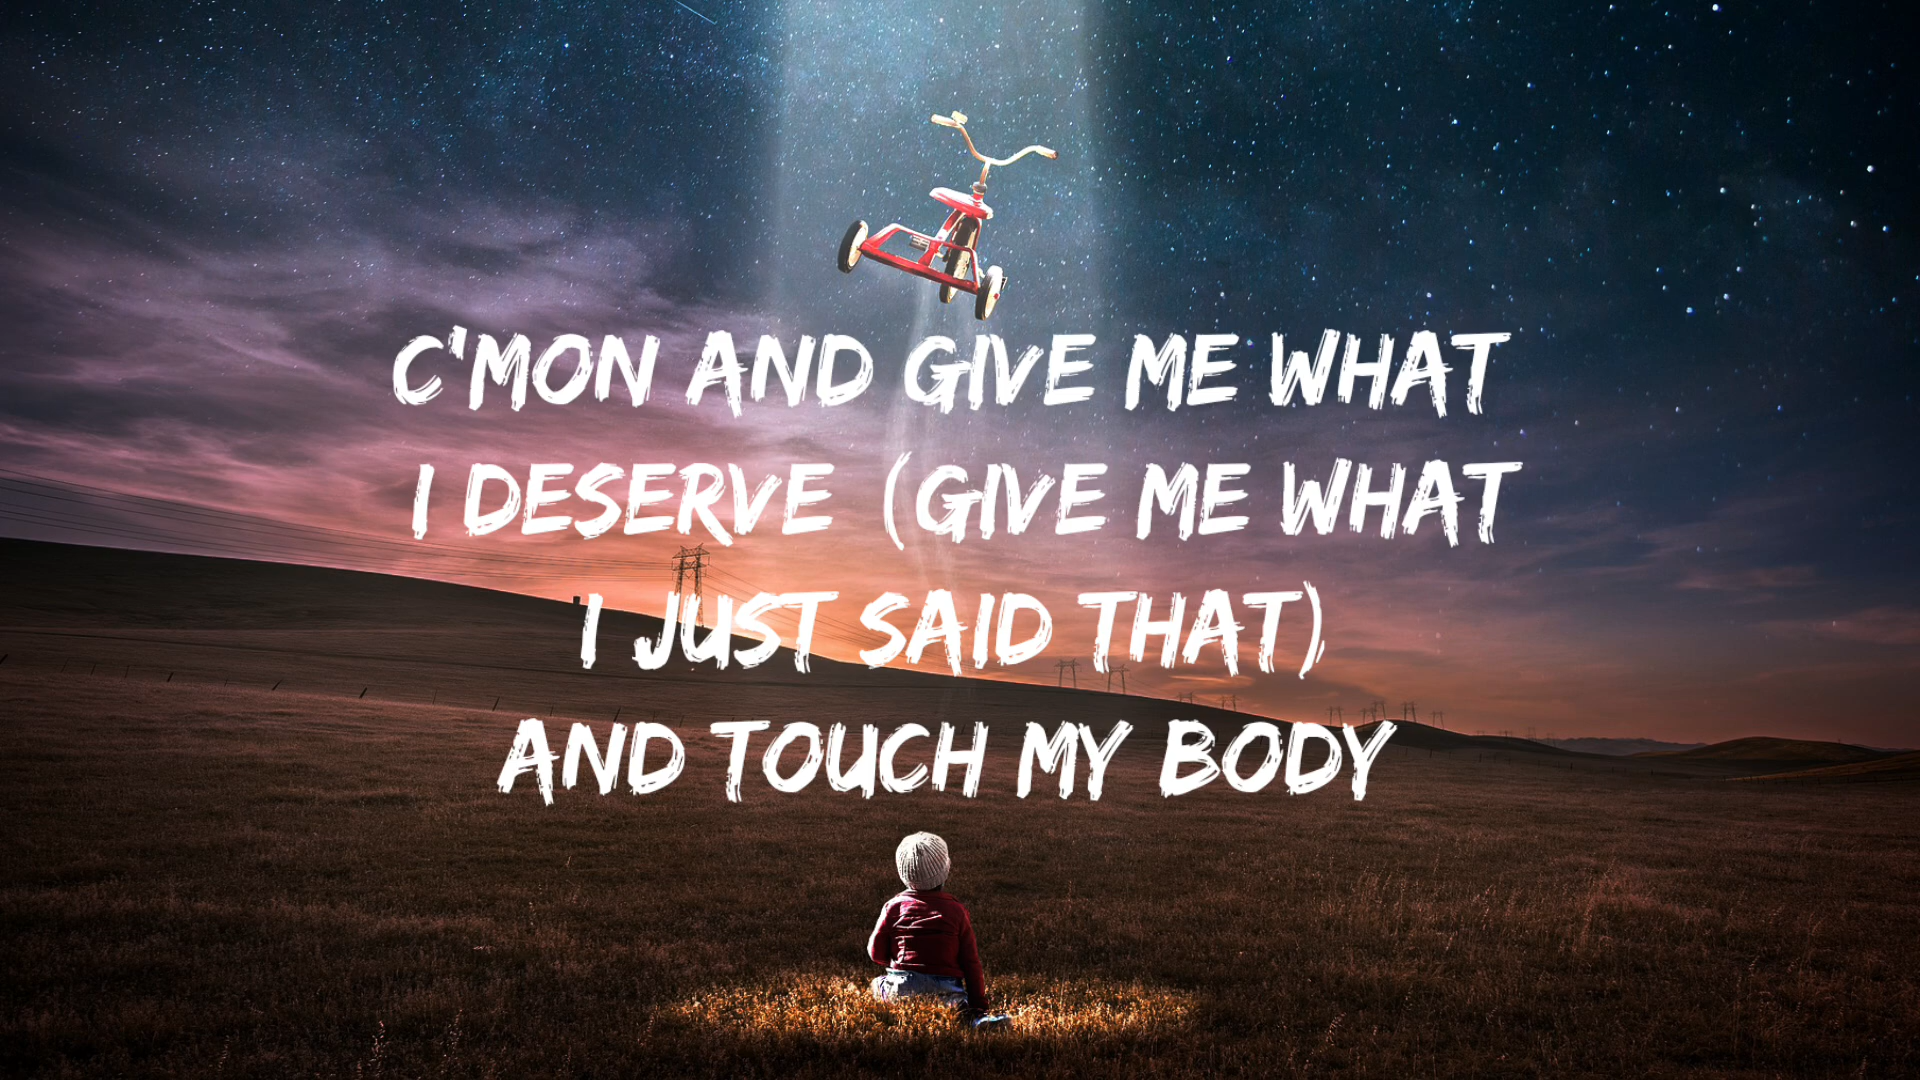 C'MON AND GIVE ME WHAT
I DESERVE (GIVE ME WHAT
I JUST SAID THAT)
AND TOUCH MY BODY